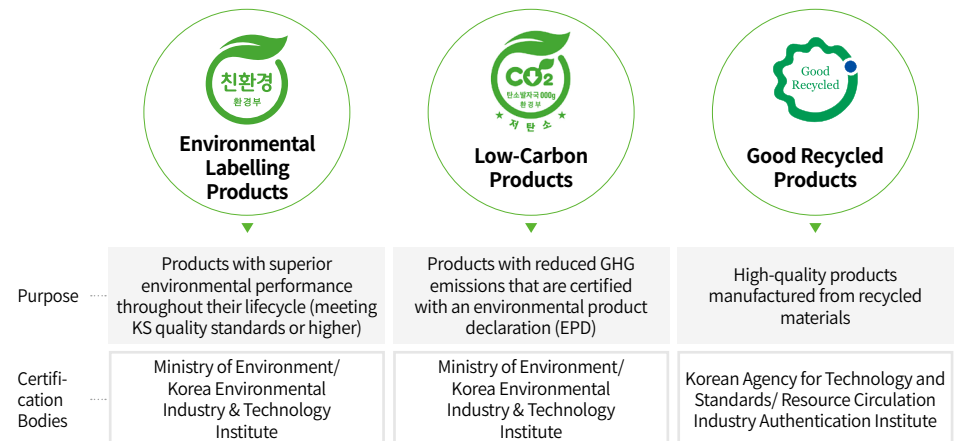 친환경
환경부
Environmental
Labelling
Products
CO2
탄소발자국 000g
환경부
저탄소
Low-Carbon
Products
Good
Recycled
Good Recycled
Products
Purpose
Products with superior
environmental performance
throughout their lifecycle (meeting
KS quality standards or higher)
Products with reduced GHG
emissions that are certified
with an environmental product
declaration (EPD)
High-quality products
manufactured from recycled
materials
Certifi-
cation
Bodies
Ministry of Environment/
Korea Environmental
Industry & Technology
Institute
Ministry of Environment/
Korea Environmental
Industry & Technology
Institute
Korean Agency for Technology and
Standards/ Resource Circulation
Industry Authentication Institute